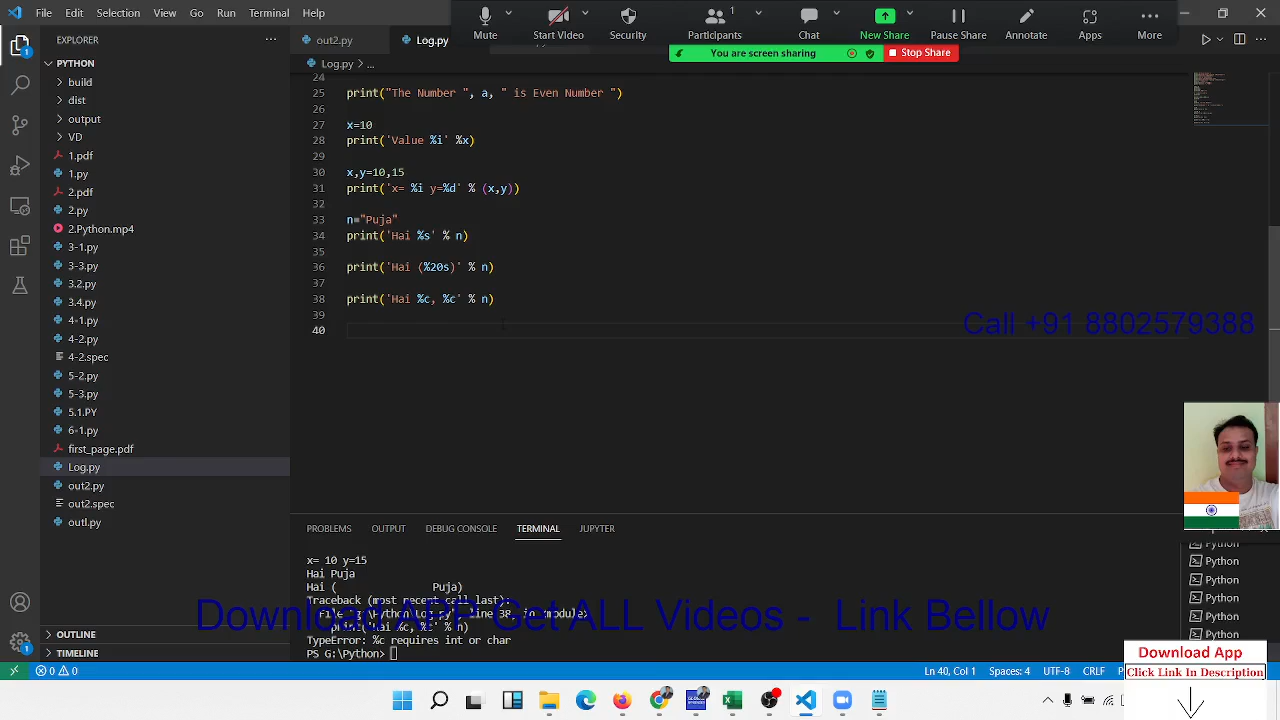 File Edit Selection View Go Run Terminal Help
Mute
Start Video
Security
1
Participants
Chat
New Share
Pause Share
Annotate
Apps
More
You are screen sharing
Stop Share
EXPLORER
PYTHON
build
dist
output
VD
1.pdf
1.py
2.pdf
2.py
2.Python.mp4
3-1.py
3-3.py
3.2.py
3.4.py
4-1.py
4-2.py
4-2.spec
5-2.py
5-3.py
5.1.PY
6-1.py
first_page.pdf
Log.py
out2.py
out2.spec
outl.py
OUTLINE
TIMELINE
out2.py
Log.py
Log.py > ...
24
25 print("The Number ", a, " is Even Number ")
26
27 x=10
28 print('Value %i' %x)
29
30 x,y=10,15
31 print('x= %i y=%d' % (x,y))
32
33 n="Puja"
34 print('Hai %s' % n)
35
36 print('Hai (%20s)' % n)
37
38 print('Hai %c, %c' % n)
39
40
Call +91 8802579388
PROBLEMS OUTPUT DEBUG CONSOLE TERMINAL JUPYTER
x= 10 y=15
Hai Puja
Hai ( Puja)
Traceback (most recent call last):
TypeError: %c requires int or char
PS G:\Python>
Python
Python
Python
Python
Python
Python
Download APP Get ALL Videos - Link Bellow
Download App
Click Link In Description
1
1
0 0
Ln 40, Col 1 Spaces: 4 UTF-8 CRLF